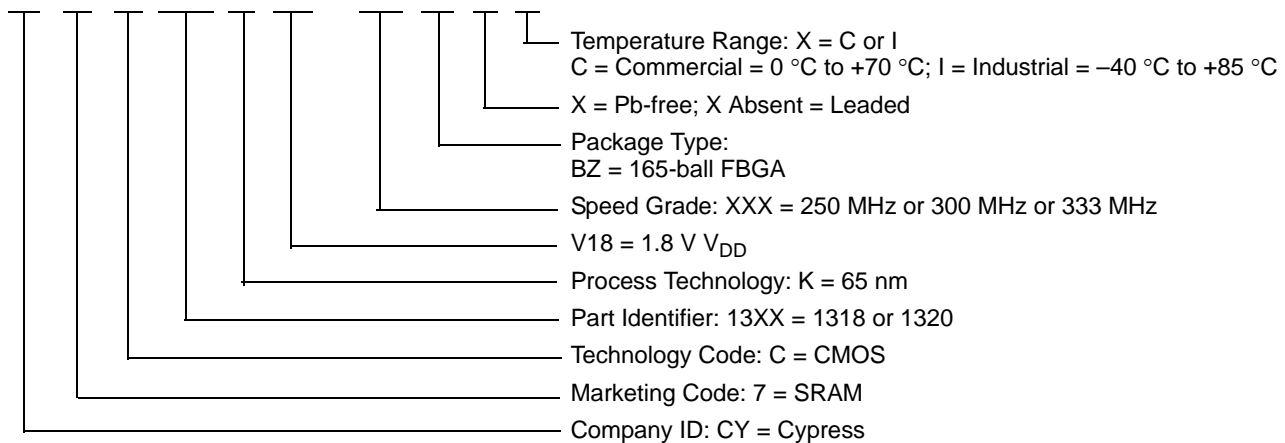 Temperature Range: X = C or I
C = Commercial = 0 °C to +70 °C; I = Industrial = –40 °C to +85 °C
X = Pb-free; X Absent = Leaded
Package Type:
BZ = 165-ball FBGA
Speed Grade: XXX = 250 MHz or 300 MHz or 333 MHz
V18 = 1.8 V VDD
Process Technology: K = 65 nm
Part Identifier: 13XX = 1318 or 1320
Technology Code: C = CMOS
Marketing Code: 7 = SRAM
Company ID: CY = Cypress